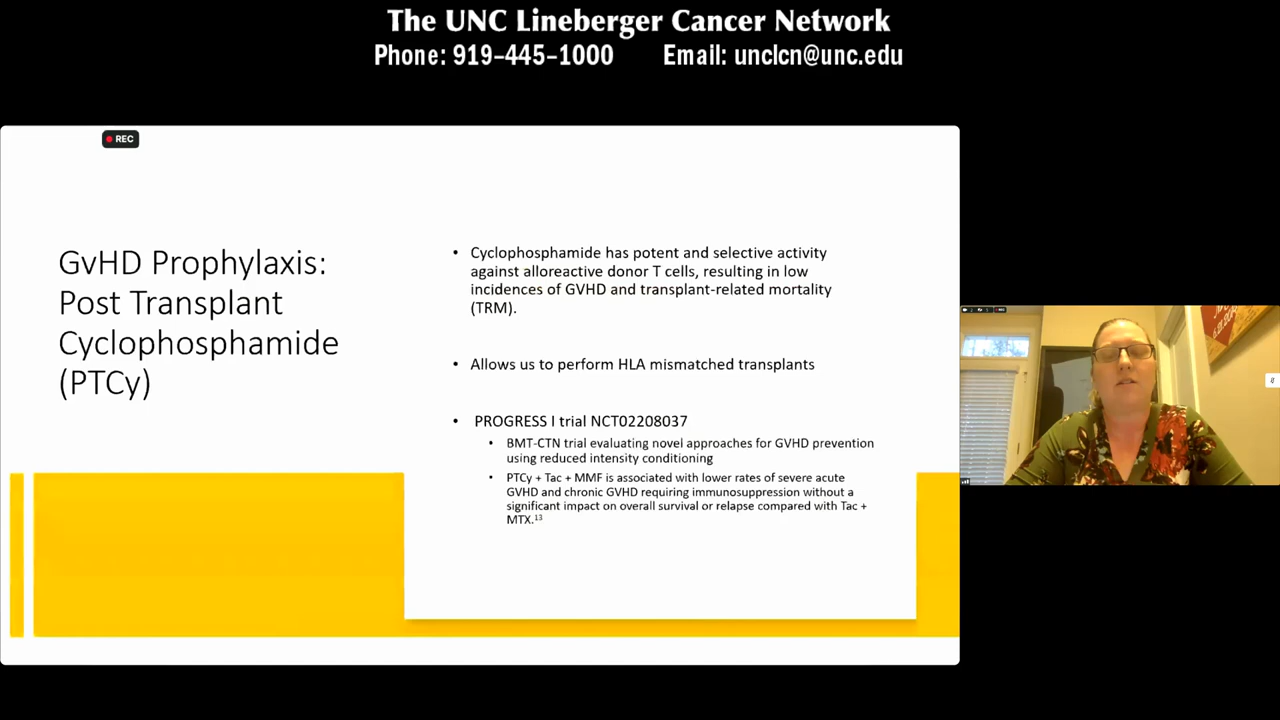 The UNC Lineberger Cancer Network
Phone: 919-445-1000 Email: unclcn@unc.edu
REC
GvHD Prophylaxis:
Post Transplant
Cyclophosphamide
(PTCy)
• Cyclophosphamide has potent and selective activity
against alloreactive donor T cells, resulting in low
incidences of GVHD and transplant-related mortality
(TRM).
• Allows us to perform HLA mismatched transplants
• PROGRESS I trial NCT02208037
• BMT-CTN trial evaluating novel approaches for GVHD prevention
using reduced intensity conditioning
• PTCy + Tac + MMF is associated with lower rates of severe acute
GVHD and chronic GVHD requiring immunosuppression without a
significant impact on overall survival or relapse compared with Tac +
MTX.¹³